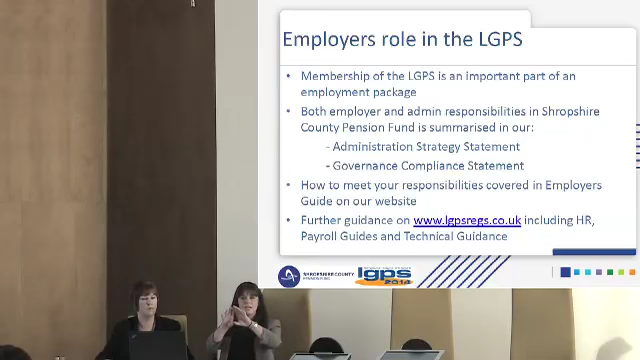 Employers role in the LGPS
• Membership of the LGPS is an important part of an
employment package
• Both employer and admin responsibilities in Shropshire
County Pension Fund is summarised in our:
- Administration Strategy Statement
- Governance Compliance Statement
• How to meet your responsibilities covered in Employers
Guide on our website
• Further guidance on www.lgpsregs.co.uk including HR,
Payroll Guides and Technical Guidance
SHROPSHIRE COUNTY
PENSION FUND
lgps
2014